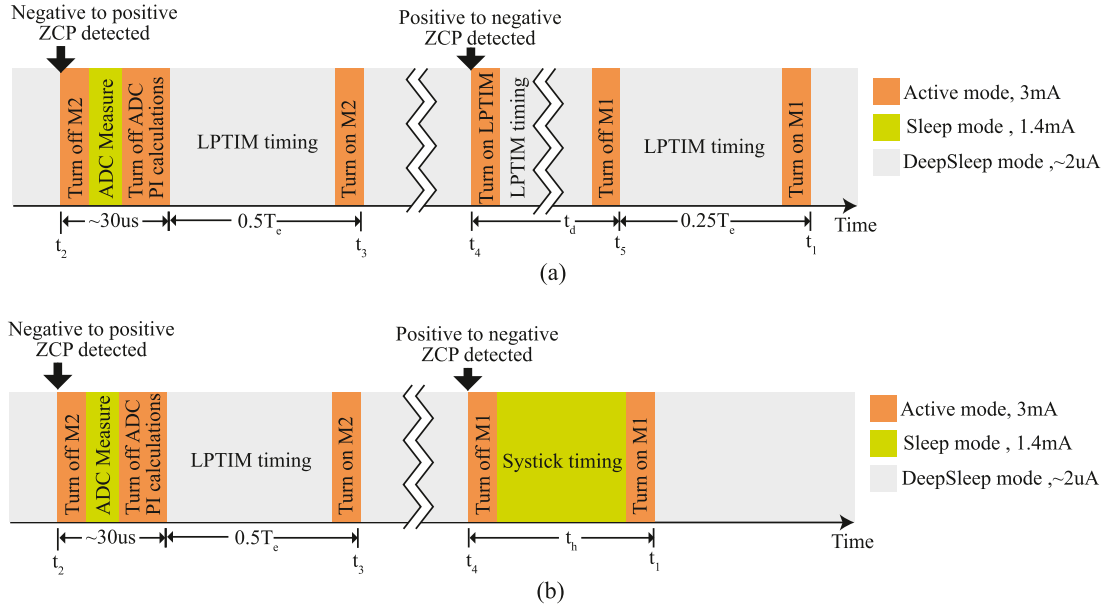 Negative to positive
ZCP detected
Positive to negative
ZCP detected
Turn off M2
ADC Measure
Turn off ADC
PI calculations
LPTIM timing
Turn on M2
Turn on LPTIM
LPTIM timing
Turn off M1
LPTIM timing
Turn on M1
Active mode, 3mA
Sleep mode , 1.4mA
DeepSleep mode ,~2uA
~30us
0.5Te
td
0.25Te
Time
t2
t3
t4
t5
t1
(a)
Negative to positive
ZCP detected
Positive to negative
ZCP detected
Turn off M2
ADC Measure
Turn off ADC
PI calculations
LPTIM timing
Turn on M2
Turn off M1
Systick timing
Turn on M1
Active mode, 3mA
Sleep mode , 1.4mA
DeepSleep mode ,~2uA
~30us
0.5Te
th
Time
t2
t3
t4
t1
(b)